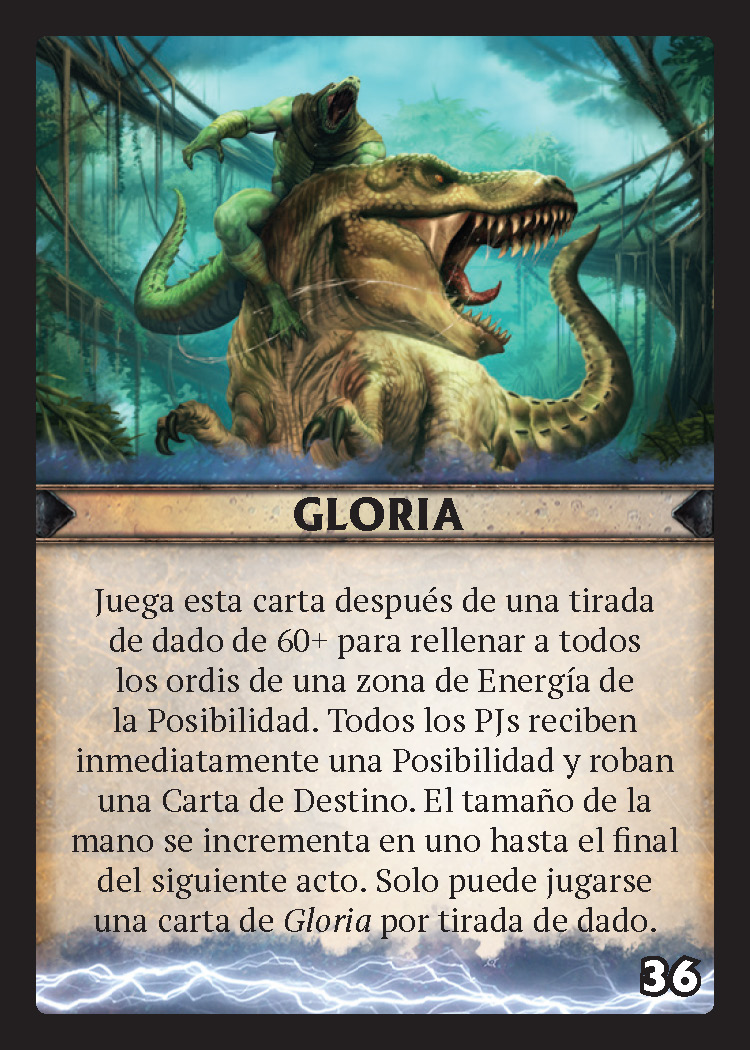 GLORIA
Juega esta carta después de una tirada
de dado de 60+ para rellenar a todos
los ordis de una zona de Energía de
la Posibilidad. Todos los PJs reciben
inmediatamente una Posibilidad y roban
una Carta de Destino. El tamaño de la
mano se incrementa en uno hasta el final
del siguiente acto. Solo puede jugarse
una carta de Gloria por tirada de dado.
36